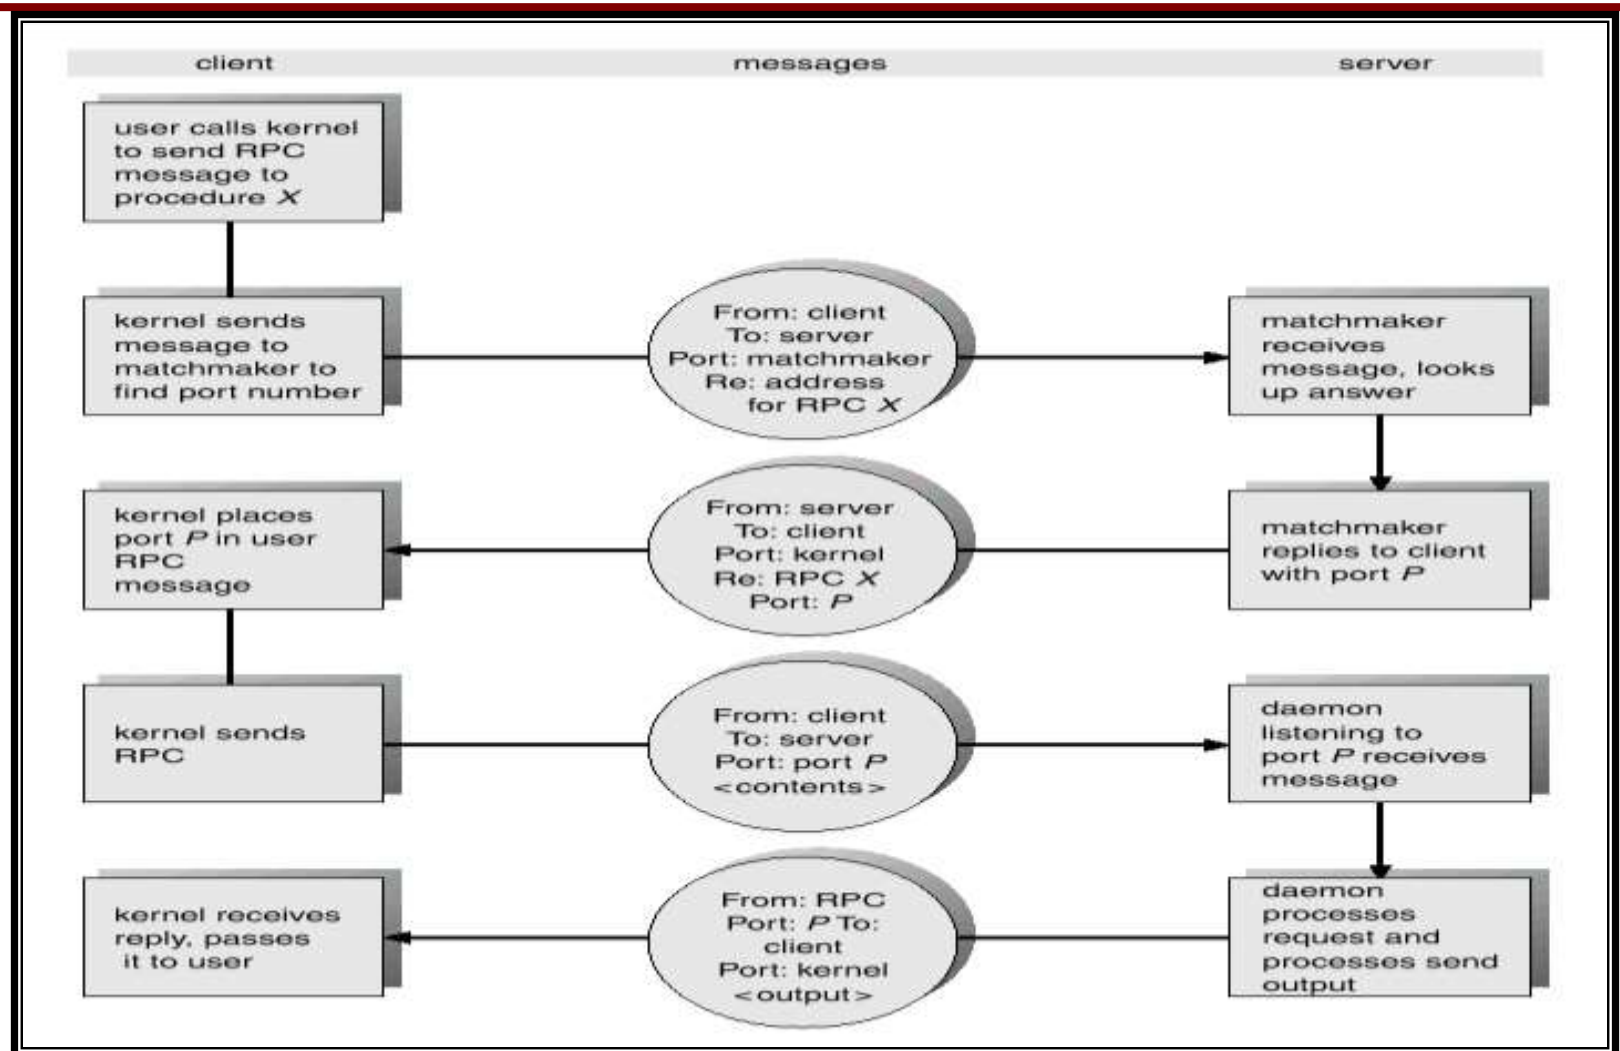 client
messages
server
user calls kernel
to send RPC
message to
procedure X
kernel sends
message to
matchmaker to
find port number
From: client
To: server
Port: matchmaker
Re: address
for RPC X
matchmaker
receives
message, looks
up answer
kernel places
port P in user
RPC
message
From: server
To: client
Port: kernel
Re: RPC X
Port: P
matchmaker
replies to client
with port P
kernel sends
RPC
From: client
To: server
Port: port P
<contents>
daemon
listening to
port P receives
message
kernel receives
reply, passes
it to user
From: RPC
Port: P To:
client
Port: kernel
<output>
daemon
processes
request and
processes send
output